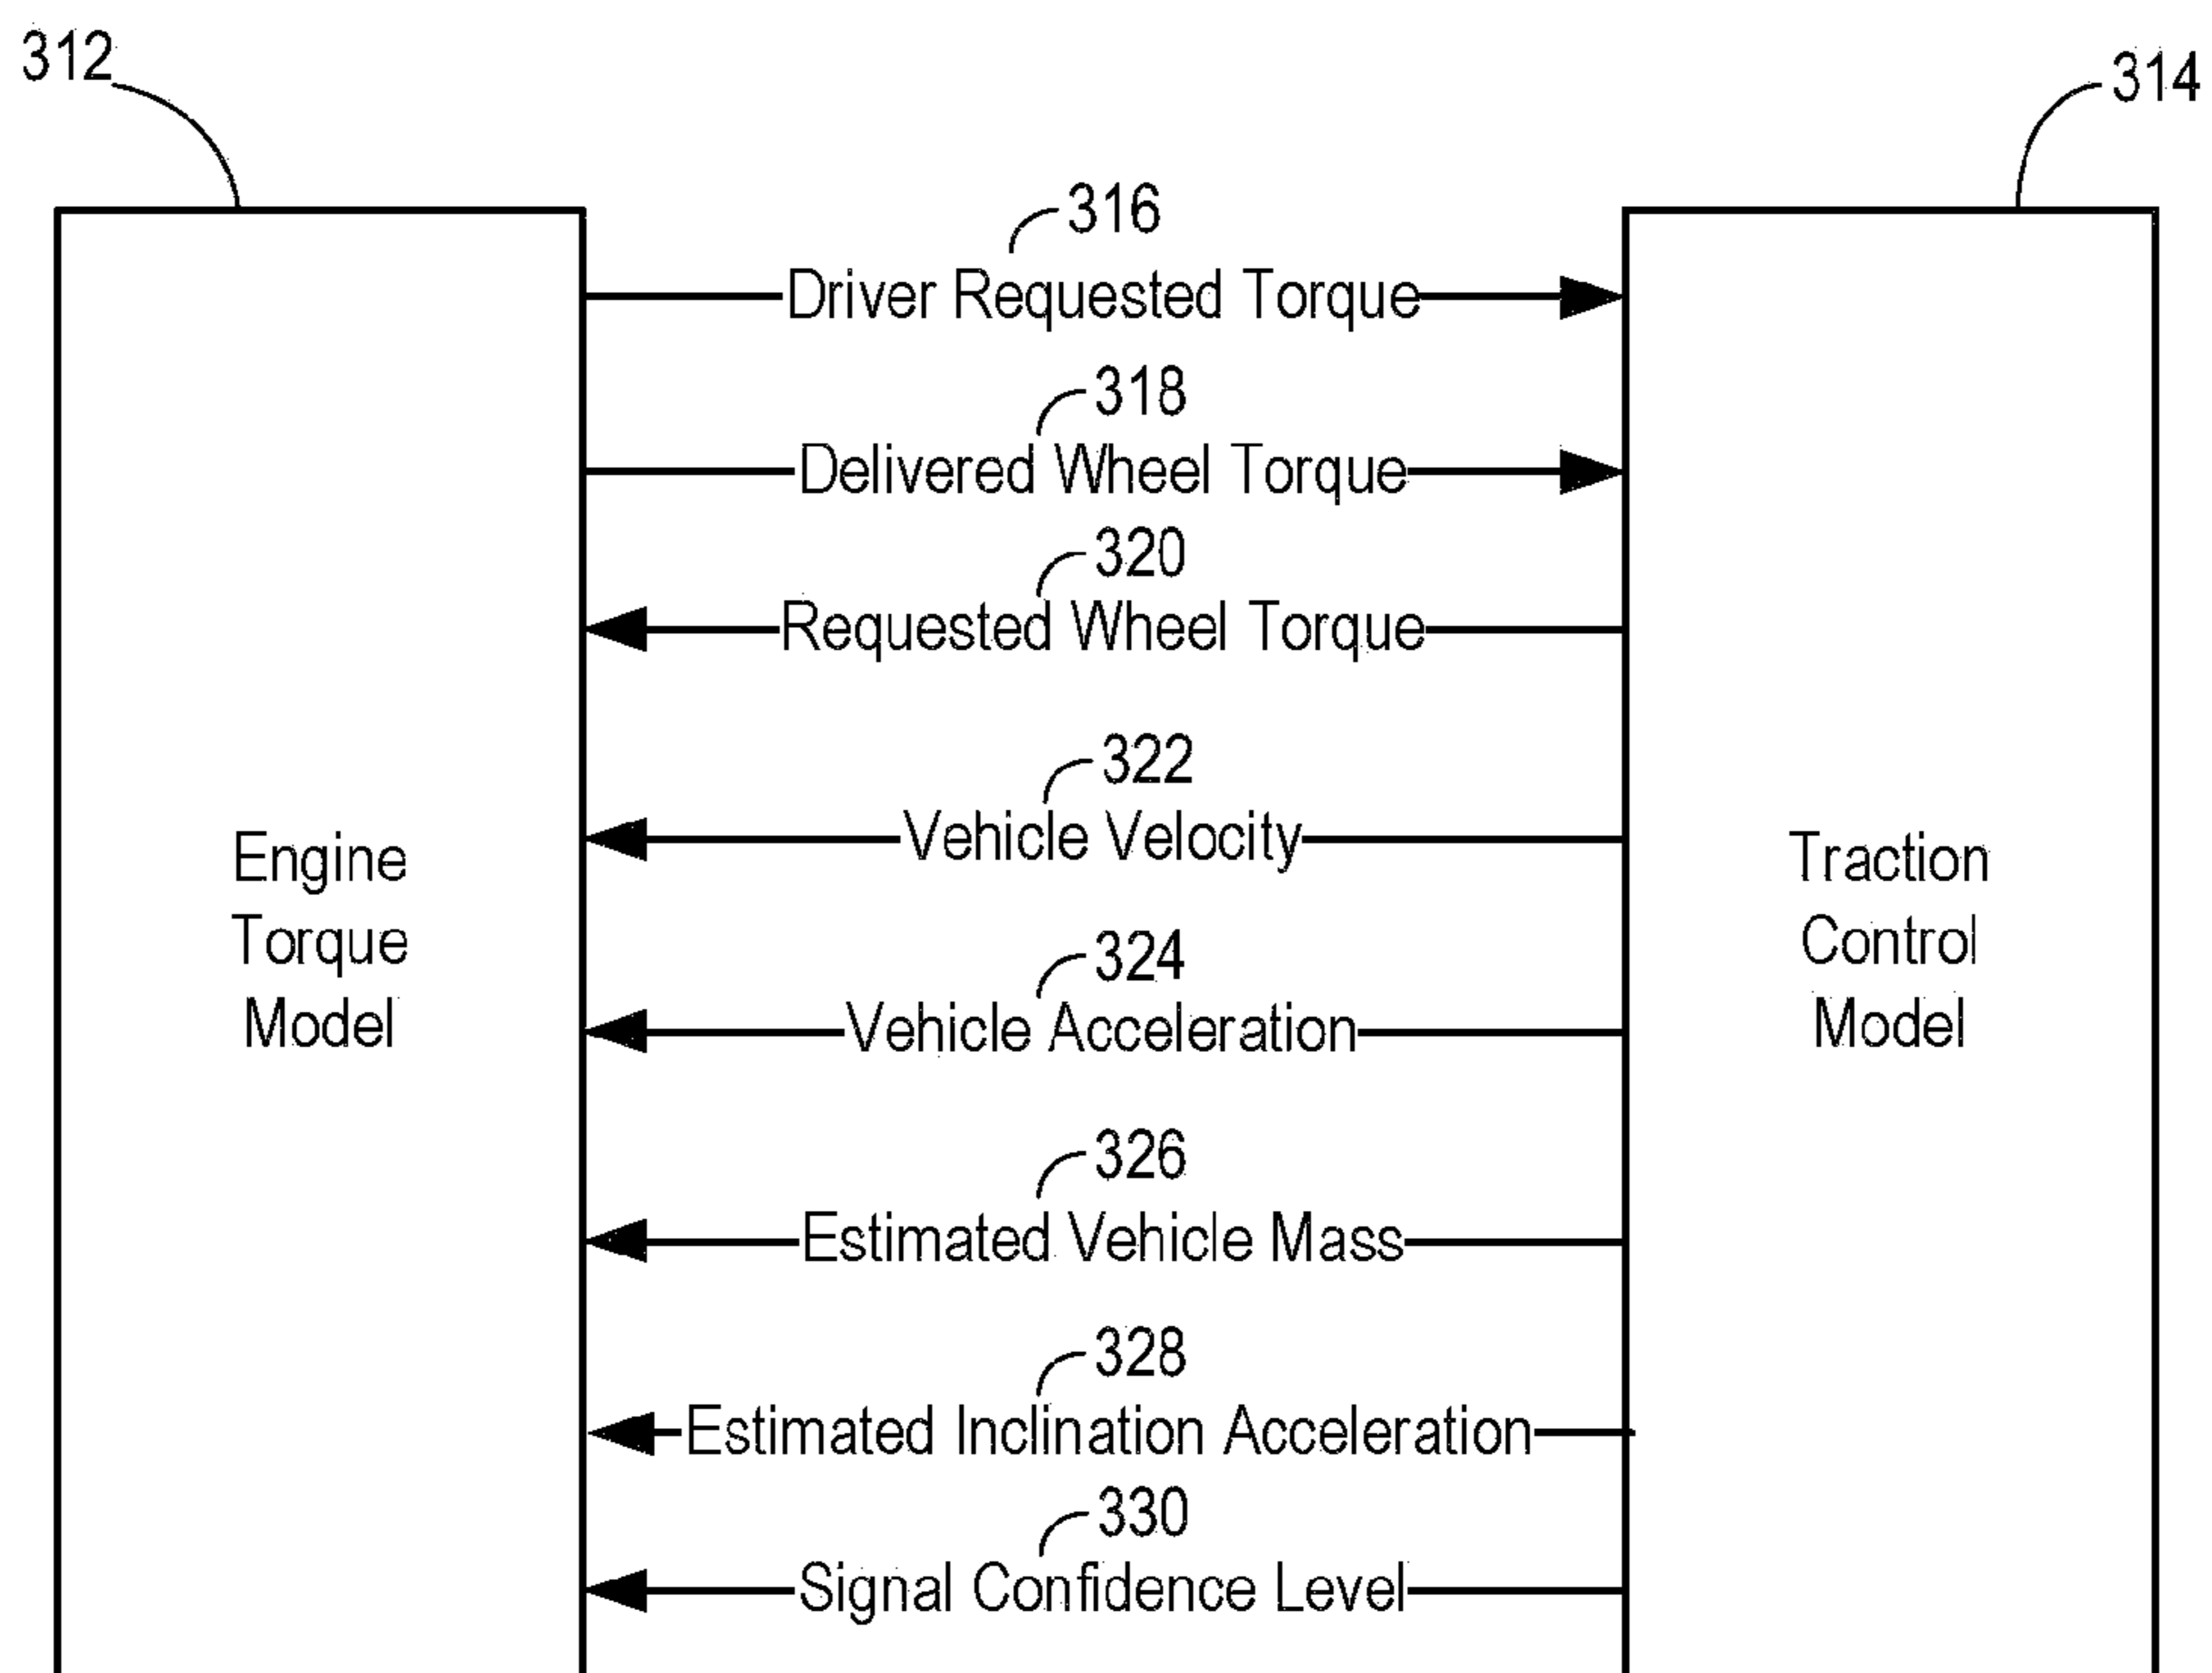 312
314
316
Driver Requested Torque
318
Delivered Wheel Torque
320
Requested Wheel Torque
322
Vehicle Velocity
Engine
Torque
Model
Traction
Control
Model
324
Vehicle Acceleration
326
Estimated Vehicle Mass
328
Estimated Inclination Acceleration
330
Signal Confidence Level